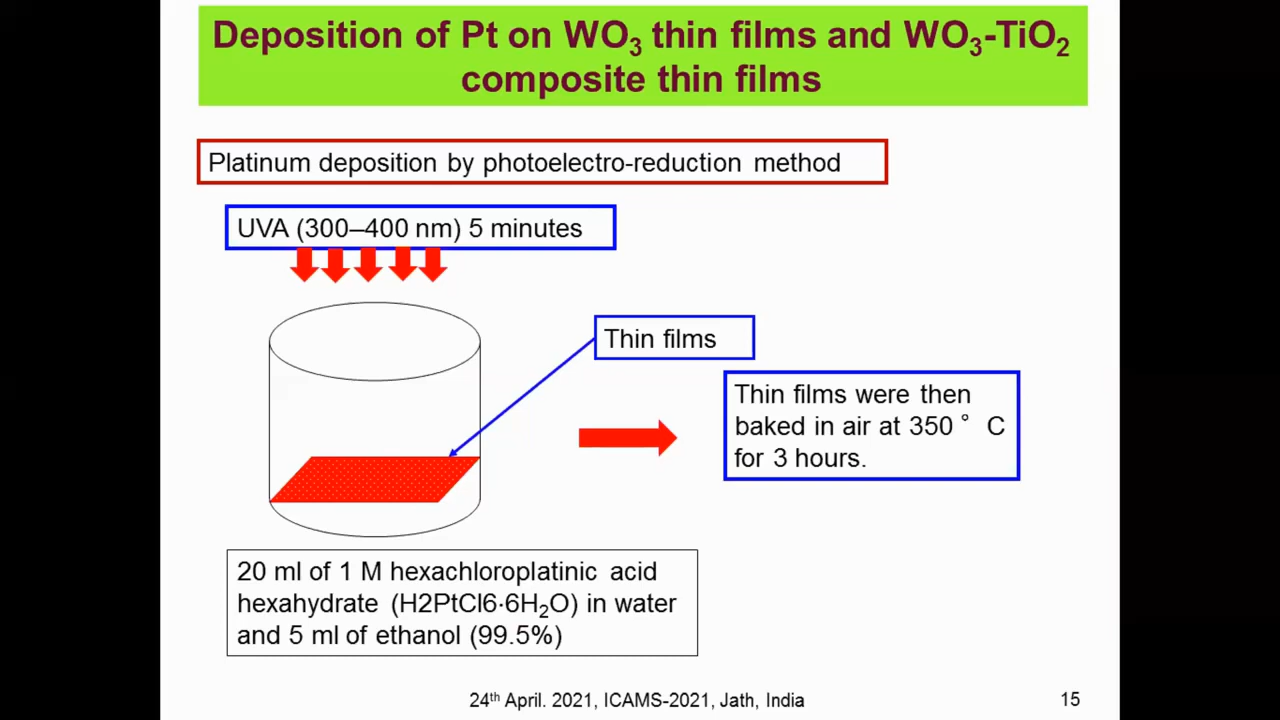 Deposition of Pt on WO₃ thin films and WO₃-TiO₂
composite thin films
Platinum deposition by photoelectro-reduction method
UVA (300–400 nm) 5 minutes
Thin films
Thin films were then
baked in air at 350 ° C
for 3 hours.
20 ml of 1 M hexachloroplatinic acid
hexahydrate (H2PtCl6·6H₂O) in water
and 5 ml of ethanol (99.5%)
24ᵗʰ April. 2021, ICAMS-2021, Jath, India
15